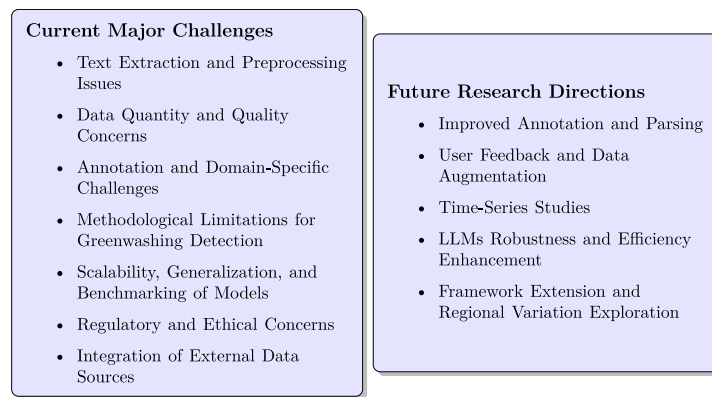 Current Major Challenges
• Text Extraction and Preprocessing
Issues
• Data Quantity and Quality
Concerns
• Annotation and Domain-Specific
Challenges
• Methodological Limitations for
Greenwashing Detection
• Scalability, Generalization, and
Benchmarking of Models
• Regulatory and Ethical Concerns
• Integration of External Data
Sources
Future Research Directions
• Improved Annotation and Parsing
• User Feedback and Data
Augmentation
• Time-Series Studies
• LLMs Robustness and Efficiency
Enhancement
• Framework Extension and
Regional Variation Exploration